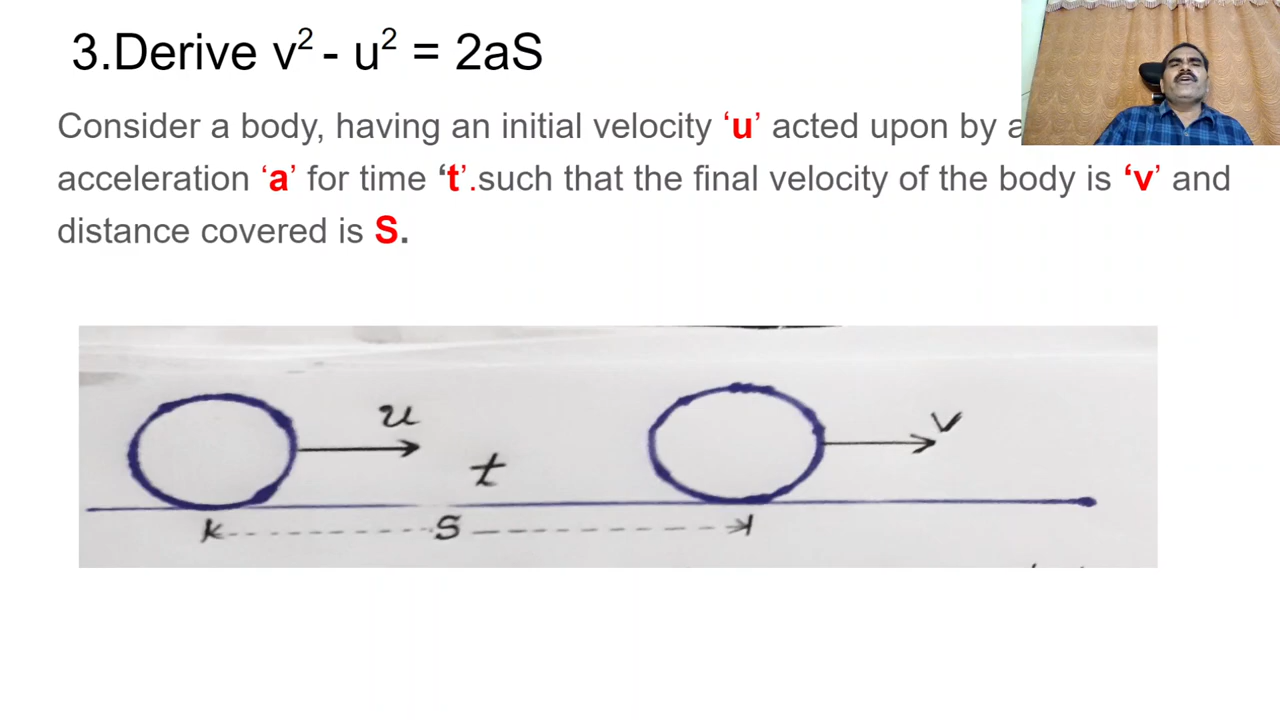 3.Derive v² - u² = 2aS
Consider a body, having an initial velocity ‘u’ acted upon by a
acceleration ‘a’ for time ‘t’.such that the final velocity of the body is ‘v’ and
distance covered is S.
u
v
t
S